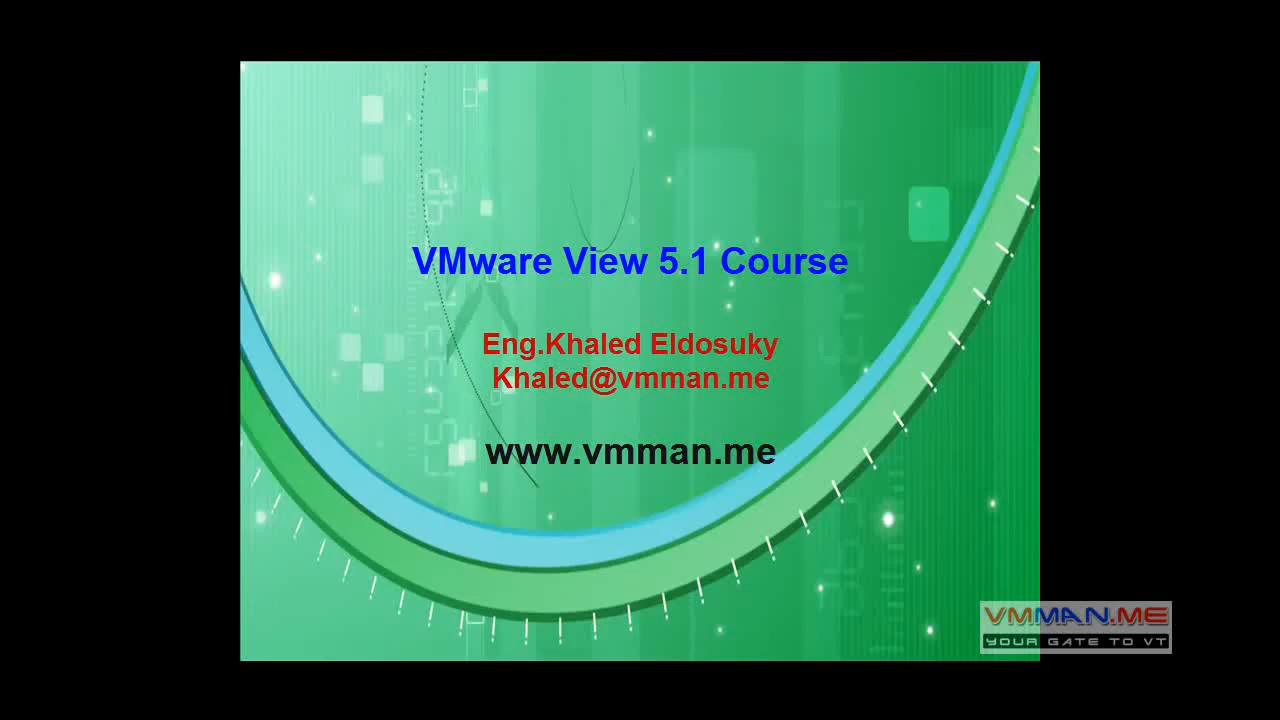 VMware View 5.1 Course
Eng.Khaled Eldosuky
Khaled@vmman.me
www.vmman.me
VMMAN.ME
YOUR GATE TO VT